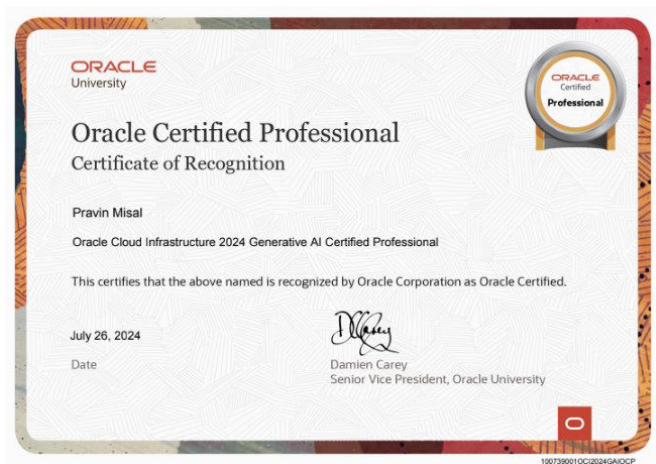 ORACLE
University
ORACLE
Certified
Professional
Oracle Certified Professional
Certificate of Recognition
Pravin Misal
Oracle Cloud Infrastructure 2024 Generative AI Certified Professional
This certifies that the above named is recognized by Oracle Corporation as Oracle Certified.
July 26, 2024
Date
DCarey
Damien Carey
Senior Vice President, Oracle University
100739001OCI2024GAIOCP